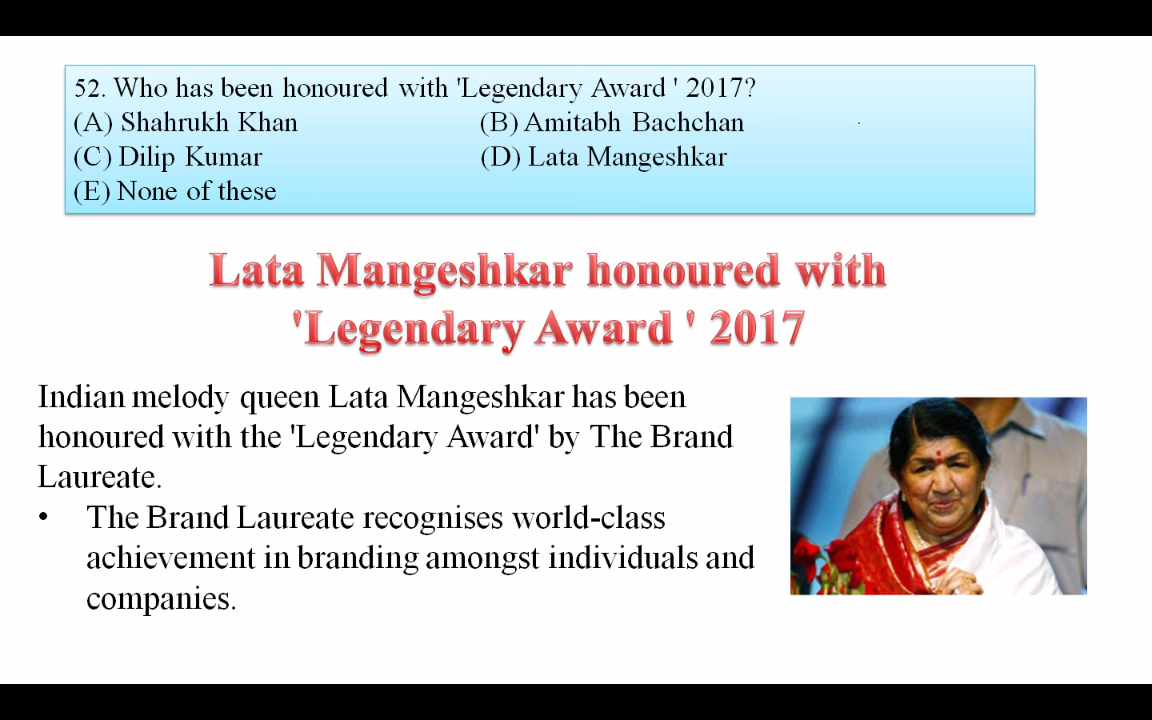 52. Who has been honoured with 'Legendary Award ' 2017?
(A) Shahrukh Khan (B) Amitabh Bachchan
(C) Dilip Kumar (D) Lata Mangeshkar
(E) None of these
Lata Mangeshkar honoured with
'Legendary Award ' 2017
Indian melody queen Lata Mangeshkar has been
honoured with the 'Legendary Award' by The Brand
Laureate.
• The Brand Laureate recognises world-class
achievement in branding amongst individuals and
companies.